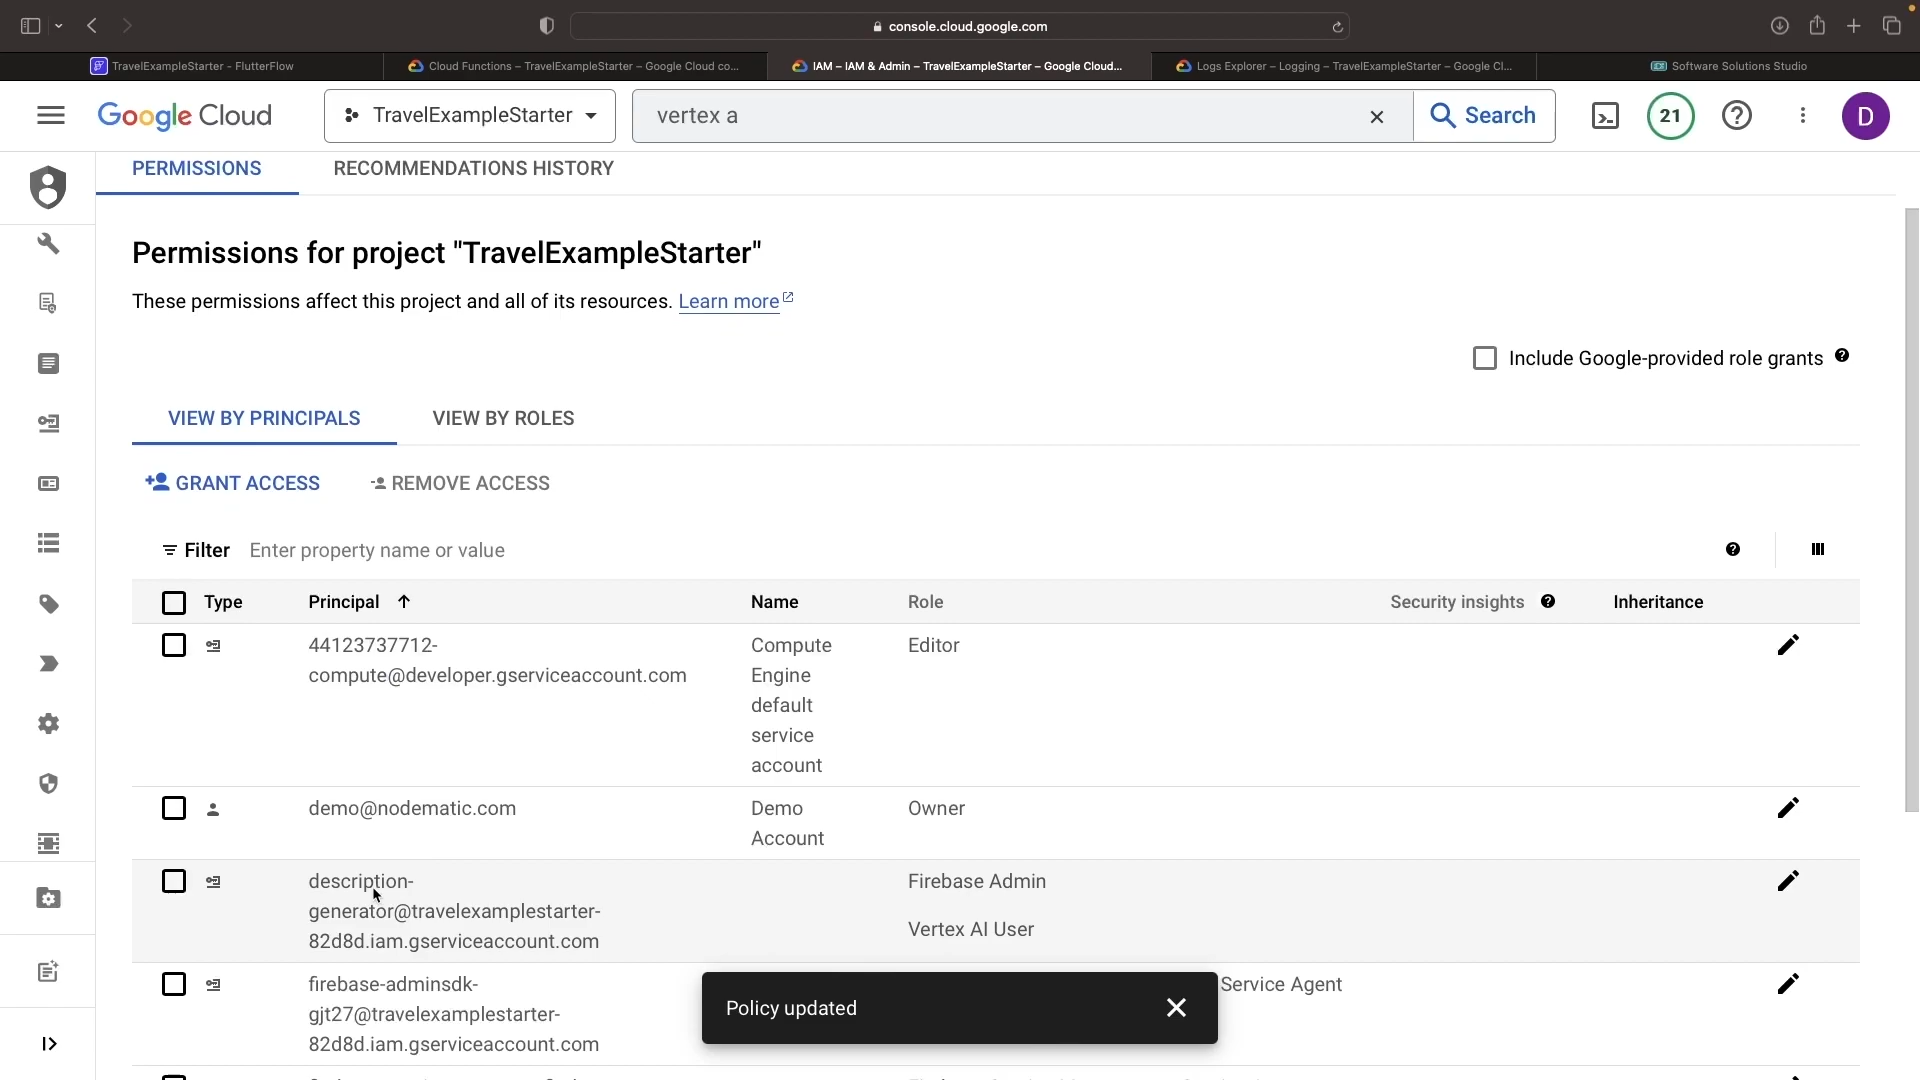 console.cloud.google.com
TravelExampleStarter - FlutterFlow
Cloud Functions – TravelExampleStarter – Google Cloud co...
IAM – IAM & Admin – TravelExampleStarter – Google Cloud...
Logs Explorer – Logging – TravelExampleStarter – Google Cl...
Software Solutions Studio
Google Cloud
TravelExampleStarter
vertex a
Search
21
D
PERMISSIONS
RECOMMENDATIONS HISTORY
Permissions for project "TravelExampleStarter"
These permissions affect this project and all of its resources. Learn more
Include Google-provided role grants
VIEW BY PRINCIPALS
VIEW BY ROLES
GRANT ACCESS
REMOVE ACCESS
Filter Enter property name or value
Type
Principal
Name
Role
Security insights
Inheritance
44123737712-
compute@developer.gserviceaccount.com
Compute
Engine
default
service
account
Editor
demo@nodematic.com
Demo
Account
Owner
description-
generator@travelexamplestarter-
82d8d.iam.gserviceaccount.com
Firebase Admin
Vertex AI User
firebase-adminsdk-
gjt27@travelexamplestarter-
82d8d.iam.gserviceaccount.com
Service Agent
Policy updated